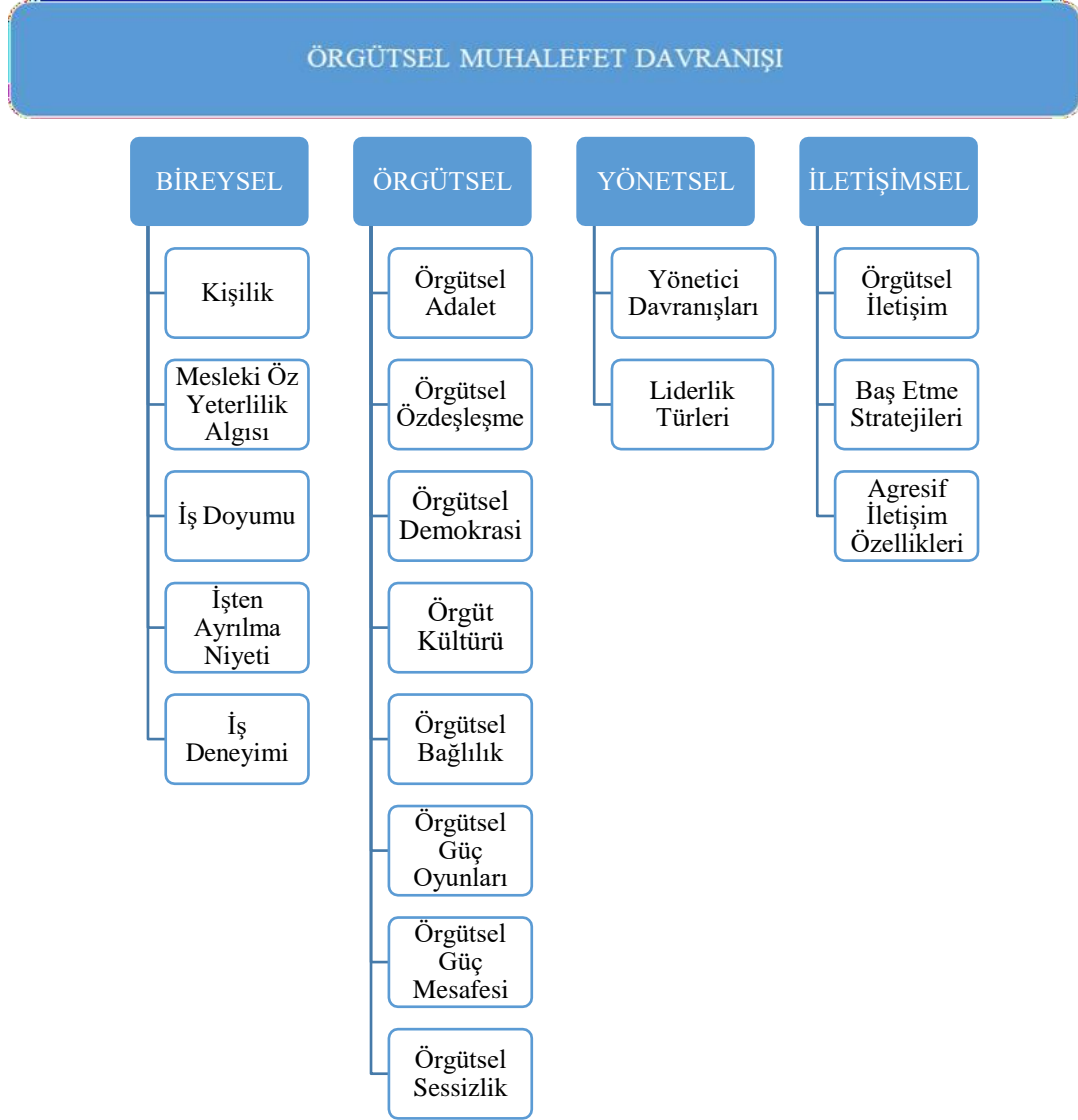 ÖRGÜTSEL MUHALEFET DAVRANIŞI
BİREYSEL
Kişilik
Mesleki Öz
Yeterlilik
Algısı
İş Doyumu
İşten
Ayrılma
Niyeti
İş
Deneyimi
ÖRGÜTSEL
Örgütsel
Adalet
Örgütsel
Özdeşleşme
Örgütsel
Demokrasi
Örgüt
Kültürü
Örgütsel
Bağlılık
Örgütsel
Güç
Oyunları
Örgütsel
Güç
Mesafesi
Örgütsel
Sessizlik
YÖNETSEL
Yönetici
Davranışları
Liderlik
Türleri
İLETİŞİMSEL
Örgütsel
İletişim
Baş Etme
Stratejileri
Agresif
İletişim
Özellikleri